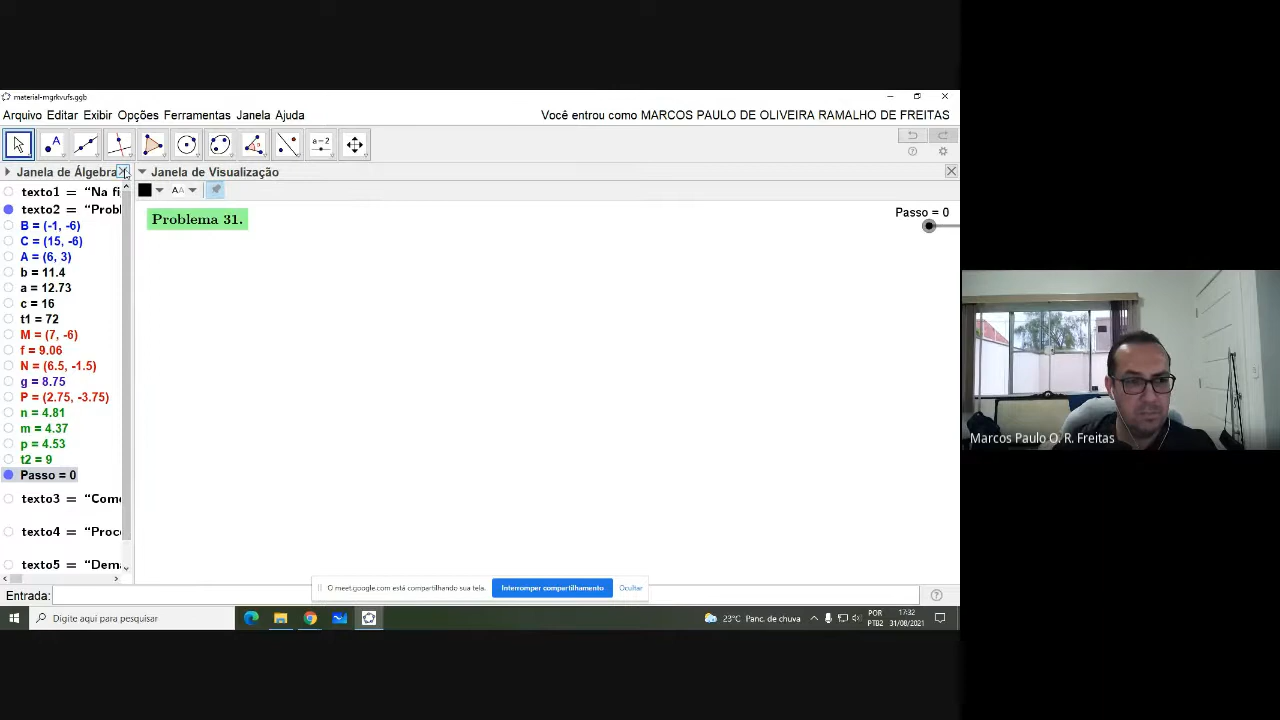 material-mgrkvufs.ggb
Arquivo Editar Exibir Opções Ferramentas Janela Ajuda
Você entrou como MARCOS PAULO DE OLIVEIRA RAMALHO DE FREITAS
A
a=2
Janela de Álgebra
Janela de Visualização
AA
texto1 = “Na fi
texto2 = “Probl
B = (-1, -6)
C = (15, -6)
A = (6, 3)
b = 11.4
a = 12.73
c = 16
t1 = 72
M = (7, -6)
f = 9.06
N = (6.5, -1.5)
g = 8.75
P = (2.75, -3.75)
n = 4.81
m = 4.37
p = 4.53
t2 = 9
Passo = 0
texto3 = “Com
texto4 = “Proc
texto5 = “Dem
Problema 31.
Passo = 0
Marcos Paulo O. R. Freitas
O meet.google.com está compartilhando sua tela.
Interromper compartilhamento
Ocultar
Entrada:
Digite aqui para pesquisar
23°C Panc. de chuva
POR
PTB2
17:32
31/08/2021